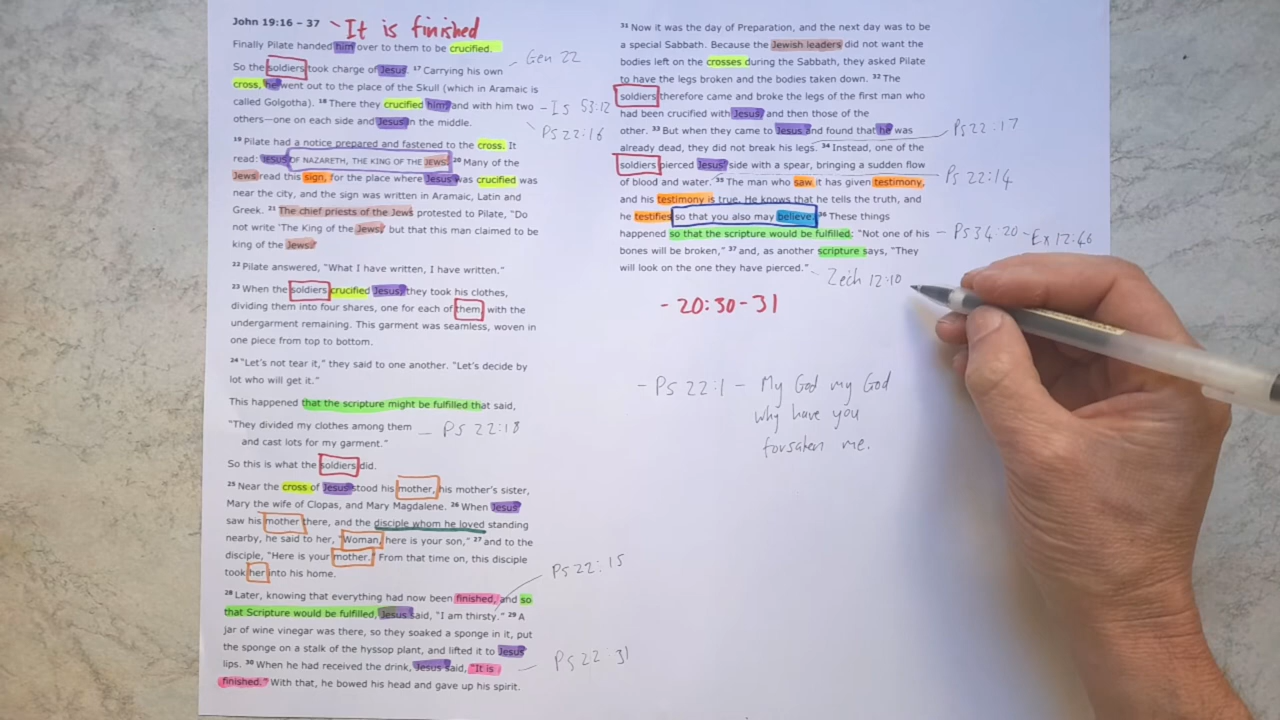 John 19:16 – 37 - It is finished
Finally Pilate handed him over to them to be crucified.
So the soldiers took charge of Jesus. 17 Carrying his own
Gen 22
cross, he went out to the place of the Skull (which in Aramaic is
called Golgotha). 18 There they crucified him, and with him two
- Is 53:12
others—one on each side and Jesus in the middle.
Ps 22:16
19 Pilate had a notice prepared and fastened to the cross. It
read: JESUS OF NAZARETH, THE KING OF THE JEWS. 20 Many of the
Jews read this sign, for the place where Jesus was crucified was
near the city, and the sign was written in Aramaic, Latin and
Greek. 21 The chief priests of the Jews protested to Pilate, "Do
not write 'The King of the Jews,' but that this man claimed to be
king of the Jews."
22 Pilate answered, "What I have written, I have written."
23 When the soldiers crucified Jesus, they took his clothes,
dividing them into four shares, one for each of them, with the
undergarment remaining. This garment was seamless, woven in
one piece from top to bottom.
24 "Let's not tear it," they said to one another. "Let's decide by
lot who will get it."
This happened that the scripture might be fulfilled that said,
"They divided my clothes among them
and cast lots for my garment."
- Ps 22:18
So this is what the soldiers did.
25 Near the cross of Jesus stood his mother, his mother's sister,
Mary the wife of Clopas, and Mary Magdalene. 26 When Jesus
saw his mother there, and the disciple whom he loved standing
nearby, he said to her, "Woman, here is your son," 27 and to the
disciple, "Here is your mother." From that time on, this disciple
took her into his home.
Ps 22:15
28 Later, knowing that everything had now been finished, and so
that Scripture would be fulfilled, Jesus said, "I am thirsty." 29 A
jar of wine vinegar was there, so they soaked a sponge in it, put
the sponge on a stalk of the hyssop plant, and lifted it to Jesus'
lips. 30 When he had received the drink, Jesus said, "It is
finished." With that, he bowed his head and gave up his spirit.
- Ps 22:31
31 Now it was the day of Preparation, and the next day was to be
a special Sabbath. Because the Jewish leaders did not want the
bodies left on the crosses during the Sabbath, they asked Pilate
to have the legs broken and the bodies taken down. 32 The
soldiers therefore came and broke the legs of the first man who
had been crucified with Jesus, and then those of the
other. 33 But when they came to Jesus and found that he was
Ps 22:17
already dead, they did not break his legs. 34 Instead, one of the
soldiers pierced Jesus' side with a spear, bringing a sudden flow
Ps 22:14
of blood and water. 35 The man who saw it has given testimony,
and his testimony is true. He knows that he tells the truth, and
he testifies so that you also may believe. 36 These things
happened so that the scripture would be fulfilled: "Not one of his
- Ps 34:20 - Ex 12:46
bones will be broken," 37 and, as another scripture says, "They
will look on the one they have pierced."
- Zech 12:10
- 20:30-31
- Ps 22:1 - My God my God
why have you
forsaken me.